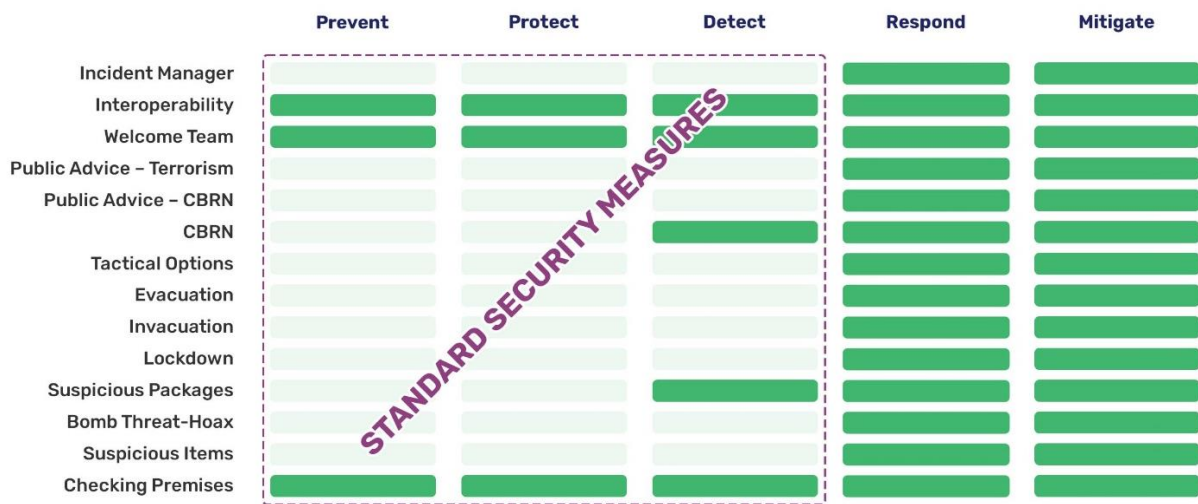 Prevent Protect Detect Respond Mitigate
Incident Manager
Interoperability
Welcome Team
Public Advice – Terrorism
Public Advice – CBRN
CBRN
Tactical Options
Evacuation
Invacuation
Lockdown
Suspicious Packages
Bomb Threat-Hoax
Suspicious Items
Checking Premises
STANDARD SECURITY MEASURES